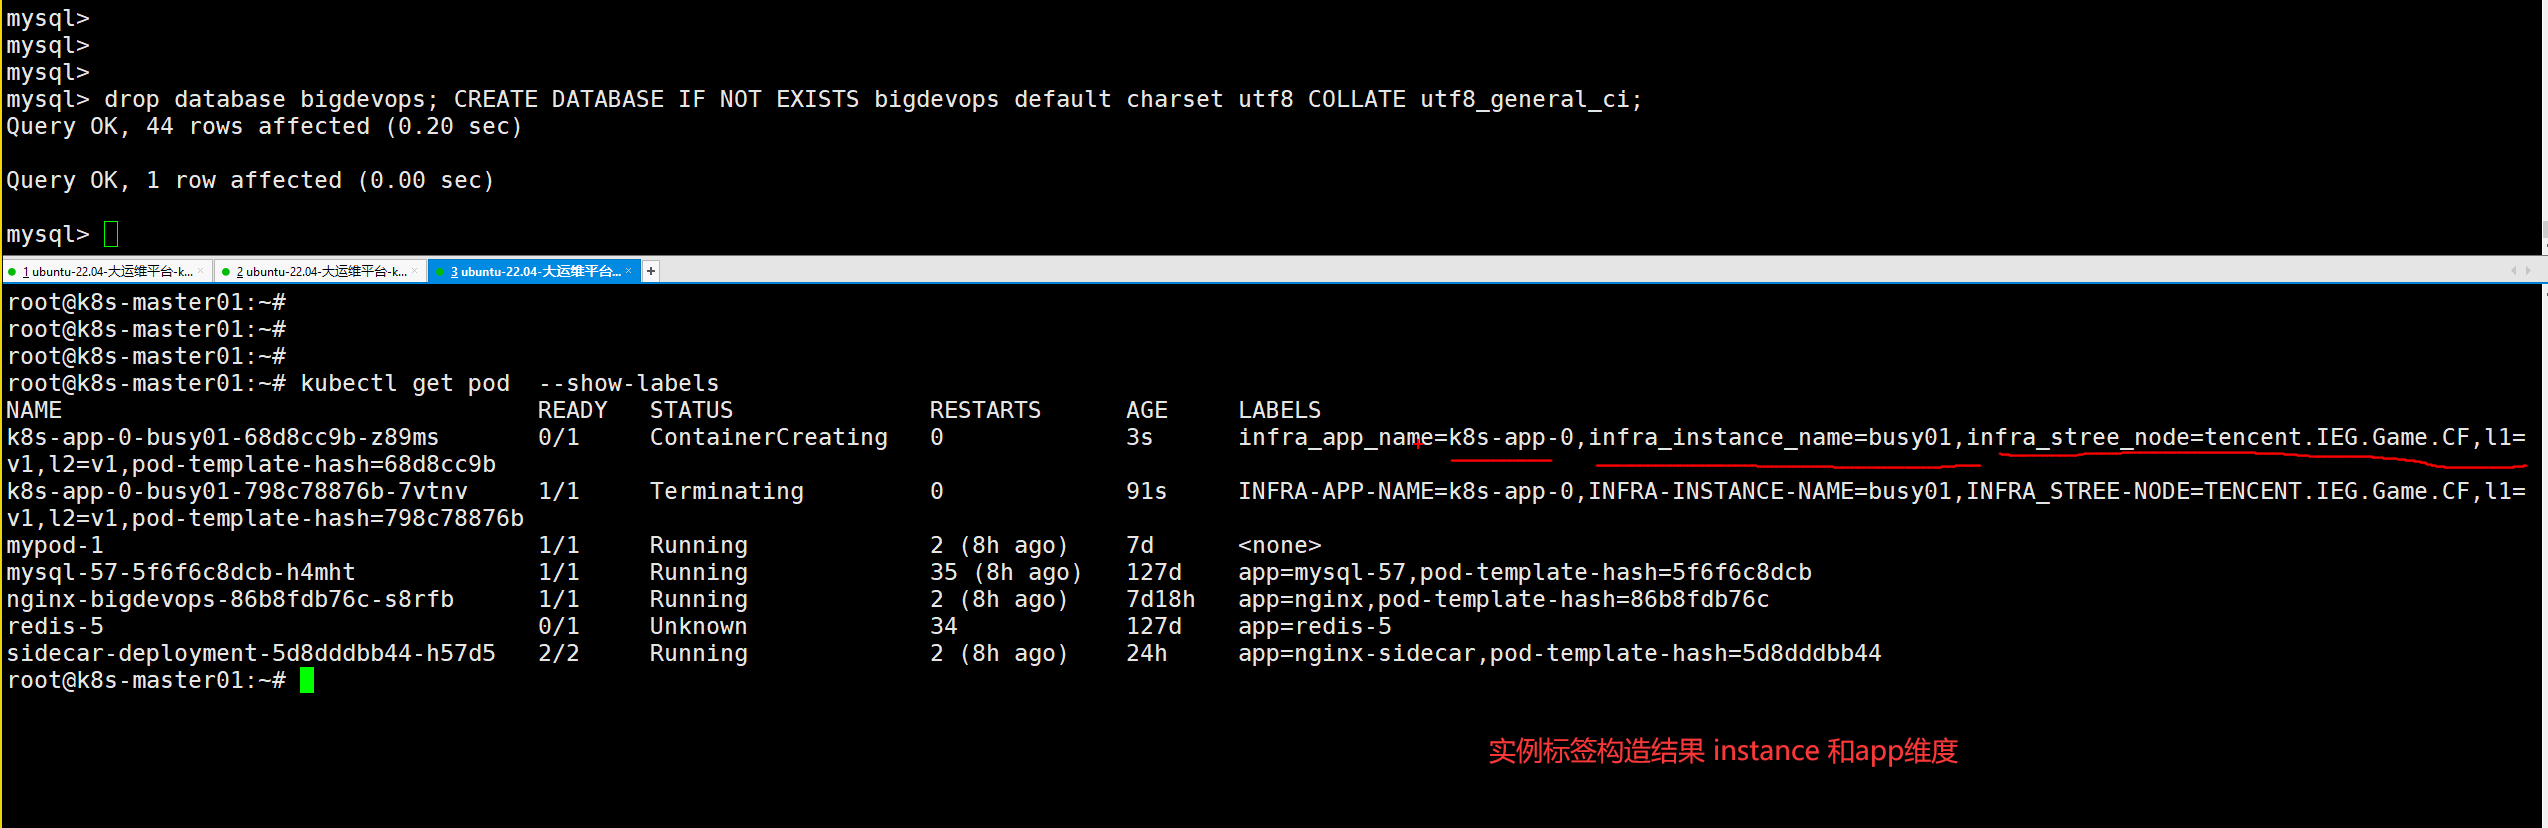 mysql>
mysql>
mysql>
mysql> drop database bigdevops; CREATE DATABASE IF NOT EXISTS bigdevops default charset utf8 COLLATE utf8_general_ci;
Query OK, 44 rows affected (0.20 sec)
Query OK, 1 row affected (0.00 sec)
mysql>
1 ubuntu-22.04-大运维平台-k... × 2 ubuntu-22.04-大运维平台-k... × 3 ubuntu-22.04-大运维平台... × +
root@k8s-master01:~#
root@k8s-master01:~#
root@k8s-master01:~#
root@k8s-master01:~# kubectl get pod  --show-labels
NAME READY STATUS RESTARTS AGE LABELS
k8s-app-0-busy01-68d8cc9b-z89ms 0/1 ContainerCreating 0 3s infra_app_name=k8s-app-0,infra_instance_name=busy01,infra_stree_node=tencent.IEG.Game.CF,l1=
v1,l2=v1,pod-template-hash=68d8cc9b
k8s-app-0-busy01-798c78876b-7vtnv 1/1 Terminating 0 91s INFRA-APP-NAME=k8s-app-0,INFRA-INSTANCE-NAME=busy01,INFRA_STREE-NODE=TENCENT.IEG.Game.CF,l1=
v1,l2=v1,pod-template-hash=798c78876b
mypod-1 1/1 Running 2 (8h ago) 7d <none>
mysql-57-5f6f6c8dcb-h4mht 1/1 Running 35 (8h ago) 127d app=mysql-57,pod-template-hash=5f6f6c8dcb
nginx-bigdevops-86b8fdb76c-s8rfb 1/1 Running 2 (8h ago) 7d18h app=nginx,pod-template-hash=86b8fdb76c
redis-5 0/1 Unknown 34 127d app=redis-5
sidecar-deployment-5d8dddbb44-h57d5 2/2 Running 2 (8h ago) 24h app=nginx-sidecar,pod-template-hash=5d8dddbb44
root@k8s-master01:~#
实例标签构造结果 instance 和app维度